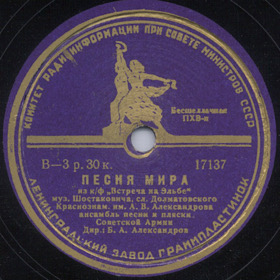 КОМИТЕТ РАДИОИНФОРМАЦИИ ПРИ СОВЕТЕ МИНИСТРОВ СССР
Бесшеллачные
ПХВ-я
В—3 р. 30 к. 17137
ПЕСНЯ МИРА
из к/ф „Встреча на Эльбе"
муз. Шостаковича, сл. Долматовского
Краснознам. им. А. В. Александрова
ансамбль песни и пляски
Советской Армии
Дир.: Б. А. Александров
ЛЕНИНГРАДСКИЙ ЗАВОД ГРАМПЛАСТИНОК